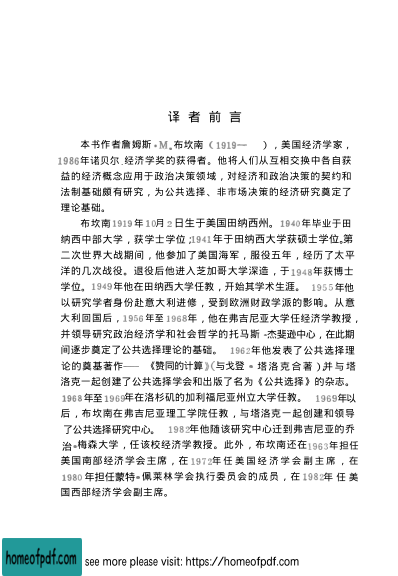 译者前言
本书作者詹姆斯·M。布坎南(1919— ),美国经济学家,
1986年诺贝尔.经济学奖的获得者。他将人们从互相交换中各自获
益的经济概念应用于政治决策领域,对经济和政治决策的契约和
法制基础颇有研究,为公共选择、非市场决策的经济研究奠定了
理论基础。
布坎南1919年10月2日生于美国田纳西州。1940年毕业于田
纳西中部大学,获学士学位;1941年于田纳西大学获硕士学位。第
二次世界大战期间,他参加了美国海军,服役五年,经历了太平
洋的几次战役。退役后他进入芝加哥大学深造,于1948年获博士
学位。1949年他在田纳西大学任教,开始其学术生涯。 1955年他
以研究学者身份赴意大利进修,受到欧洲财政学派的影响。从意
大利回国后,1956年至1968年,他在弗吉尼亚大学任经济学教授,
并领导研究政治经济学和社会哲学的托马斯-杰斐逊中心,在此期
间逐步奠定了公共选择理论的基础。 1962年他发表了公共选择理
论的奠基著作——《赞同的计算》(与戈登·塔洛克合著),并与塔
洛克一起创建了公共选择学会和出版了名为《公共选择》的杂志。
1968年至1969年在洛杉矶的加利福尼亚州立大学任教。 1969年以
后,布坎南在弗吉尼亚理工学院任教,与塔洛克一起创建和领导
了公共选择研究中心。 1982年他随该研究中心迁到弗吉尼亚的乔
治·梅森大学,任该校经济学教授。此外,布坎南还在1963年担任
美国南部经济学会主席,在1972年任美国经济学会副主席,在
1980年担任蒙特·佩莱林学会执行委员会的成员,在1982年任美
国西部经济学会副主席。
homeofpdf.com see more please visit: https://homeofpdf.com